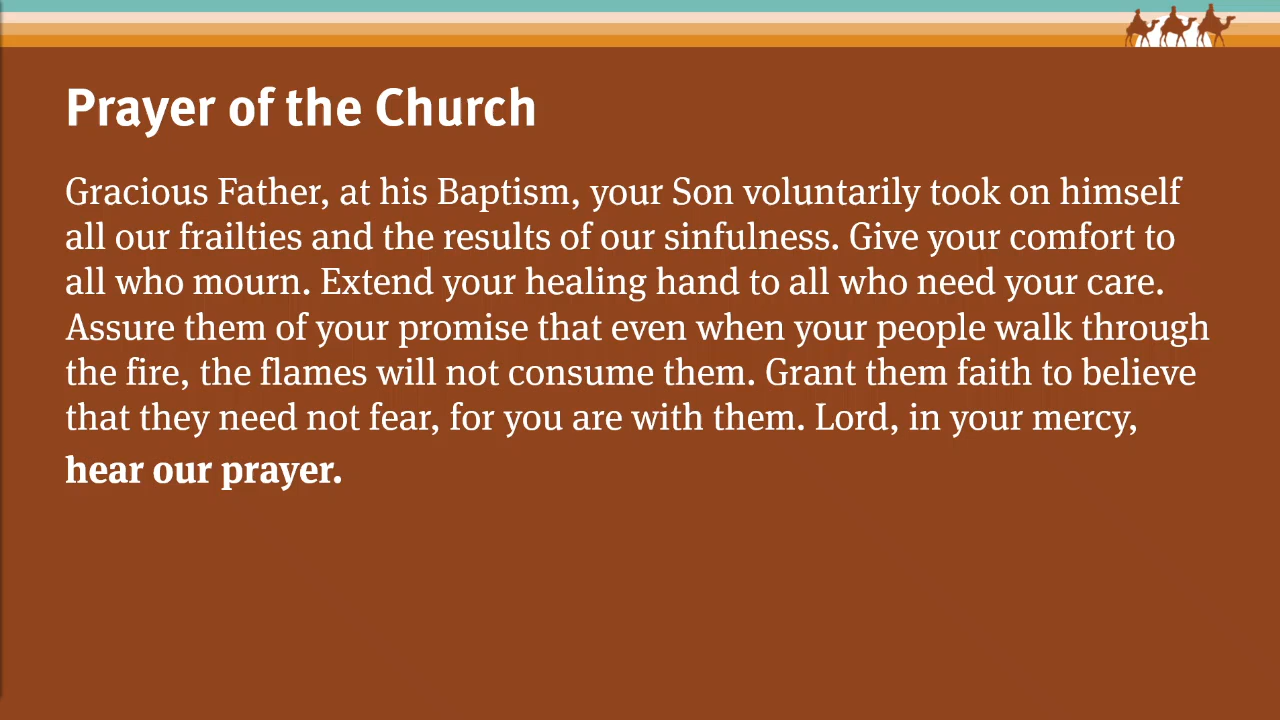 Prayer of the Church
Gracious Father, at his Baptism, your Son voluntarily took on himself
all our frailties and the results of our sinfulness. Give your comfort to
all who mourn. Extend your healing hand to all who need your care.
Assure them of your promise that even when your people walk through
the fire, the flames will not consume them. Grant them faith to believe
that they need not fear, for you are with them. Lord, in your mercy,
hear our prayer.